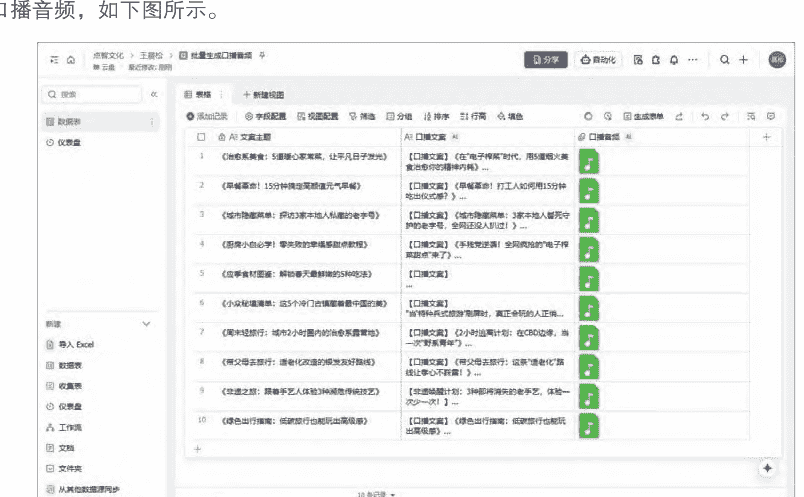 口播音频，如下图所示。
点智文化 > 王晨松 > 批量生成口播音频
云盘 最近修改: 刚刚
分享
自动化
搜索
数据表
仪表盘
表格
+ 新建视图
添加记录 字段配置 视图配置 筛选 分组 排序 行高 填色 生成表单
文案主题 口播文案 口播音频
1 《治愈系美食：5道暖心家常菜，让平凡日子发光》 【口播文案】《在"电子榨菜"时代，用5道烟火美
食治愈你的精神内耗》...
2 《早餐革命！15分钟搞定高颜值元气早餐》 【口播文案】《早餐革命！打工人如何用15分钟
吃出仪式感？》...
3 《城市隐藏菜单：探访3家本地人私藏的老字号》 【口播文案】《城市隐藏菜单：3家本地人誓死守
护的老字号，全网还没人扒过！》...
4 《厨房小白必学！零失败的幸福感甜点教程》 【口播文案】《手残党逆袭！全网疯抢的"电子榨
菜甜点"来了》...
5 《应季食材图鉴：解锁春天最鲜嫩的5种吃法》 【口播文案】
...
6 《小众秘境清单：这5个冷门古镇藏着最中国的美》 【口播文案】
"当'特种兵式旅游'刷屏时，真正会玩的人正悄...
7 《周末轻旅行：城市2小时圈内的治愈系露营地》 【口播文案】《2小时逃离计划：在CBD边缘，当
一次"野系青年"》...
8 《带父母去旅行：适老化改造的银发友好路线》 【口播文案】《带父母去旅行：这条"适老化"路
线让孝心不踩雷！》...
9 《非遗之旅：跟着手艺人体验3种濒危传统技艺》 【口播文案】《非遗唤醒计划：3种即将消失的老手艺，体验一
次少一次！】...
10 《绿色出行指南：低碳旅行也能玩出高级感》 【口播文案】《绿色出行指南：低碳旅行也能玩
出高级感》...
新建
导入 Excel
数据表
收集表
仪表盘
工作流
文档
文件夹
从其他数据源同步
10 条记录